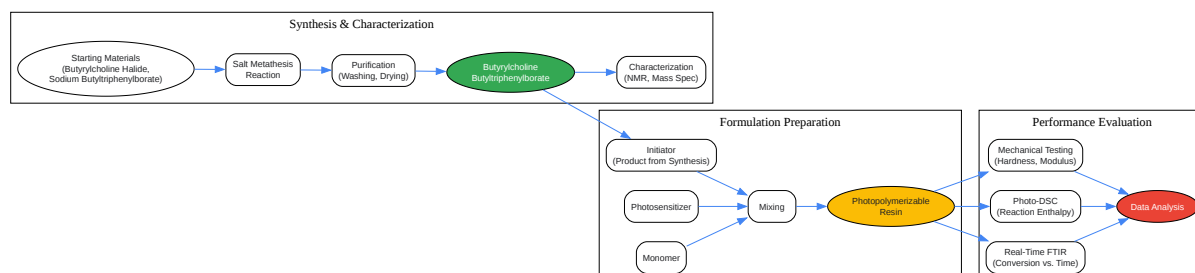 Synthesis & Characterization
Starting Materials
(Butyrylcholine Halide,
Sodium Butyltriphenylborate)
Salt Metathesis
Reaction
Purification
(Washing, Drying)
Butyrylcholine
Butyltriphenylborate
Characterization
(NMR, Mass Spec)
Formulation Preparation
Initiator
(Product from Synthesis)
Photosensitizer
Monomer
Mixing
Photopolymerizable
Resin
Performance Evaluation
Mechanical Testing
(Hardness, Modulus)
Photo-DSC
(Reaction Enthalpy)
Real-Time FTIR
(Conversion vs. Time)
Data Analysis